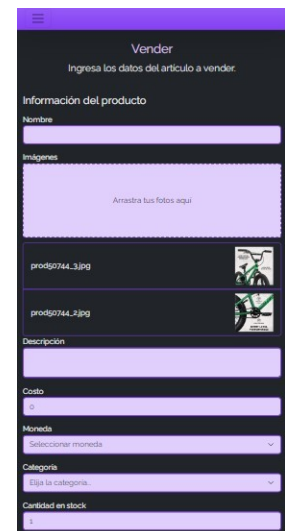 Vender
Ingresa los datos del artículo a vender.
Información del producto
Nombre
Imágenes
Arrastra tus fotos aquí
prod50744_3.jpg
prod50744_2.jpg
Descripción
Costo
0
Moneda
Seleccionar moneda
Categoría
Elija la categoría..
Cantidad en stock
1